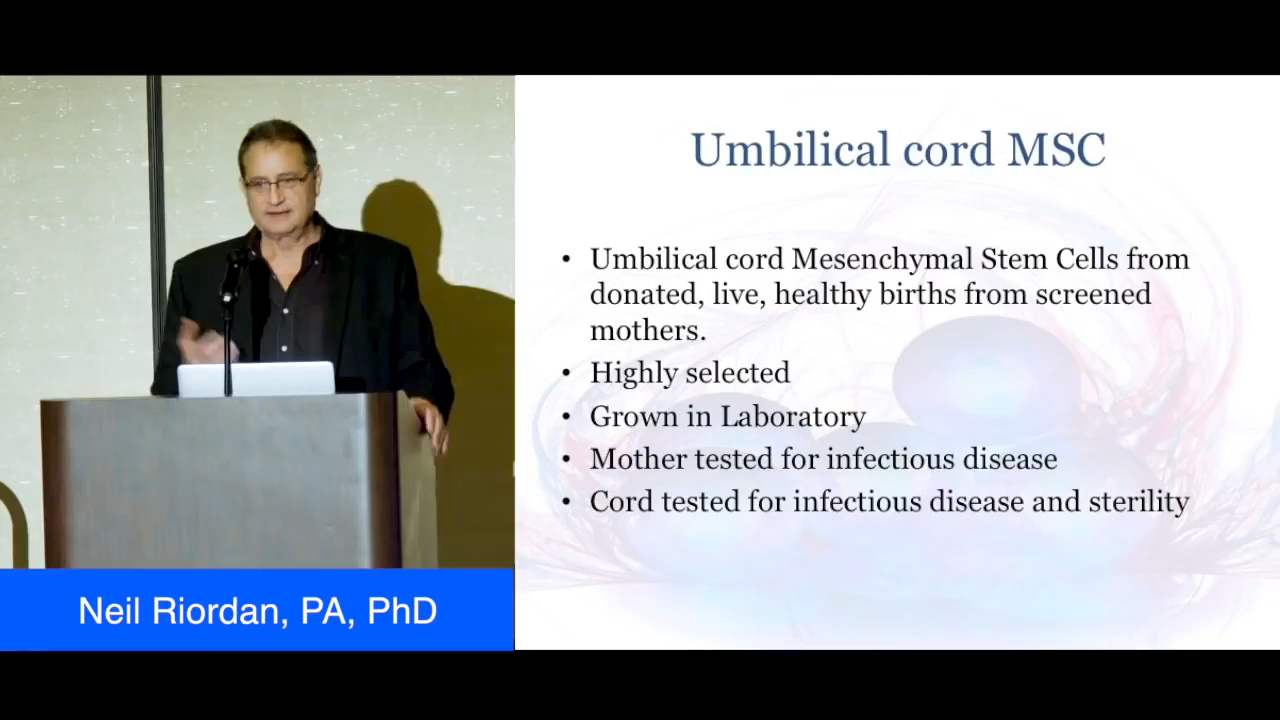 Umbilical cord MSC
• Umbilical cord Mesenchymal Stem Cells from
donated, live, healthy births from screened
mothers.
• Highly selected
• Grown in Laboratory
• Mother tested for infectious disease
• Cord tested for infectious disease and sterility
Neil Riordan, PA, PhD